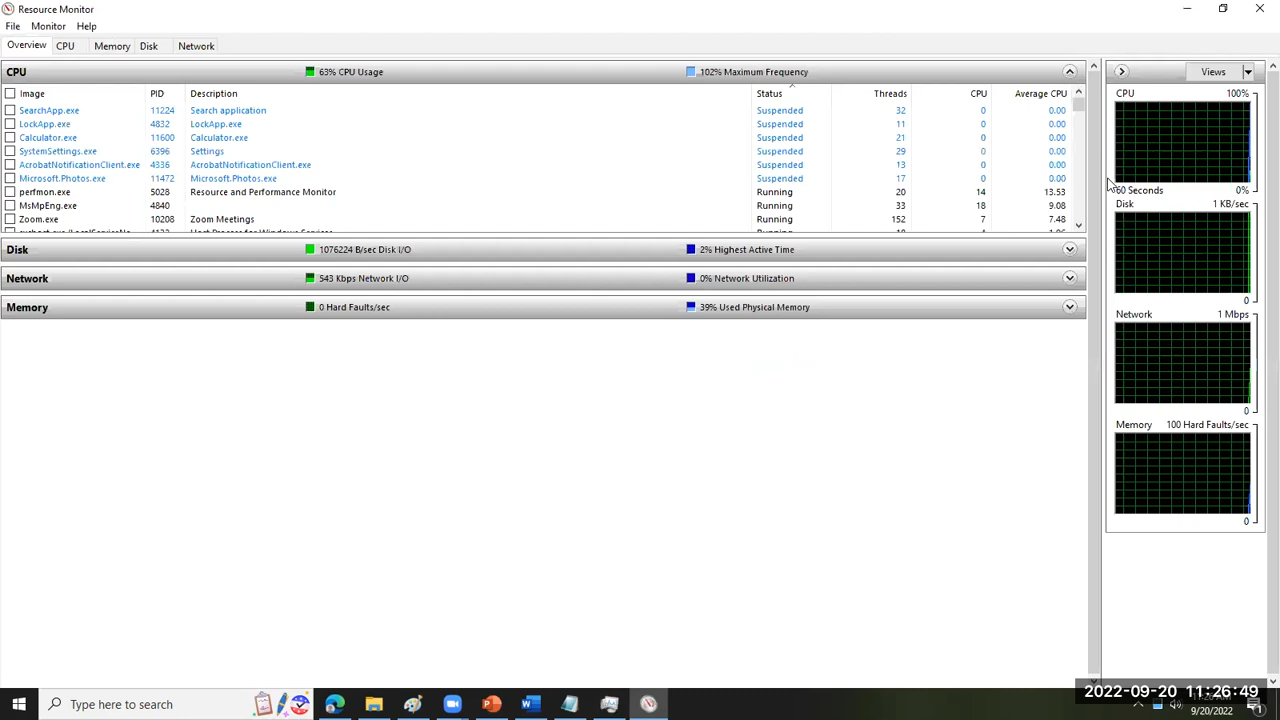 Resource Monitor
File Monitor Help
Overview CPU Memory Disk Network
CPU 63% CPU Usage 102% Maximum Frequency
Image PID Description Status Threads CPU Average CPU
SearchApp.exe 11224 Search application Suspended 32 0 0.00
LockApp.exe 4832 LockApp.exe Suspended 11 0 0.00
Calculator.exe 11600 Calculator.exe Suspended 21 0 0.00
SystemSettings.exe 6396 Settings Suspended 29 0 0.00
AcrobatNotificationClient.exe 4336 AcrobatNotificationClient.exe Suspended 13 0 0.00
Microsoft.Photos.exe 11472 Microsoft.Photos.exe Suspended 17 0 0.00
perfmon.exe 5028 Resource and Performance Monitor Running 20 14 13.53
MsMpEng.exe 4840 Running 33 18 9.08
Zoom.exe 10208 Zoom Meetings Running 152 7 7.48
Disk 1076224 B/sec Disk I/O 2% Highest Active Time
Network 543 Kbps Network I/O 0% Network Utilization
Memory 0 Hard Faults/sec 39% Used Physical Memory
Views
CPU 100%
60 Seconds 0%
Disk 1 KB/sec
0
Network 1 Mbps
0
Memory 100 Hard Faults/sec
0
Type here to search
2022-09-20 11:26:49
9/20/2022